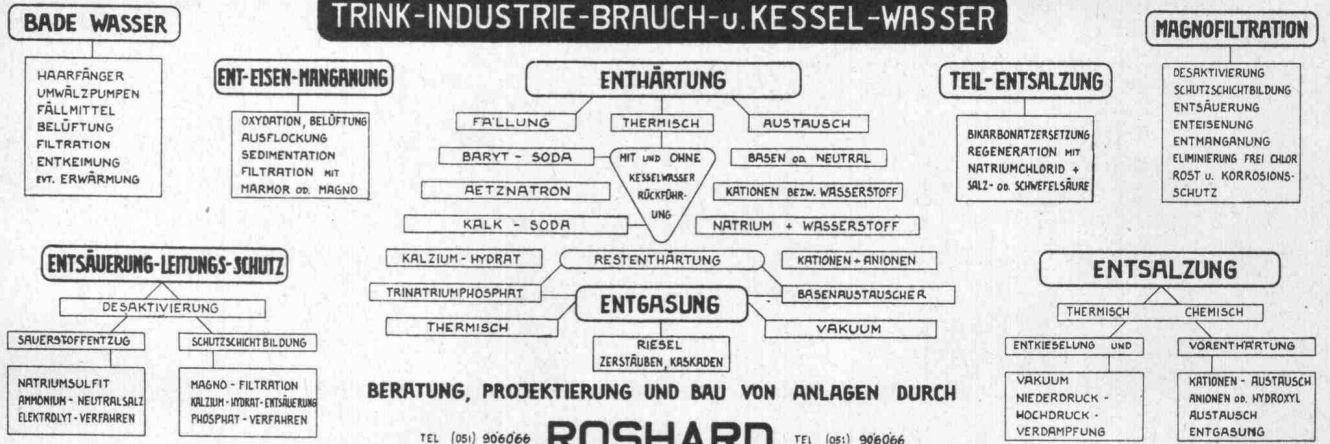 TRINK-INDUSTRIE-BRAUCH-u.KESSEL-WASSER
BADE WASSER
HAARFÄNGER
UMWÄLZPUMPEN
FÄLLMITTEL
BELÜFTUNG
FILTRATION
ENTKEIMUNG
EVT. ERWÄRMUNG
ENT-EISEN-MANGANUNG
OXYDATION, BELÜFTUNG
AUSFLOCKUNG
SEDIMENTATION
FILTRATION MIT
MARMOR OD. MAGNO
ENTHÄRTUNG
FÄLLUNG
THERMISCH
AUSTAUSCH
BARYT - SODA
AETZNATRON
KALK - SODA
MIT UND OHNE
KESSELWASSER
RÜCKFÜHR-
UNG
BASEN OD. NEUTRAL
KATIONEN BEZW. WASSERSTOFF
NATRIUM + WASSERSTOFF
KALZIUM - HYDRAT
RESTENTHÄRTUNG
KATIONEN + ANIONEN
TRINATRIUMPHOSPHAT
BASENAUSTAUSCHER
ENTGASUNG
THERMISCH
VAKUUM
RIESEL
ZERSTÄUBEN, KASKADEN
TEIL-ENTSALZUNG
BIKARBONATZERSETZUNG
REGENERATION MIT
NATRIUMCHLORID +
SALZ- OD. SCHWEFELSÄURE
MAGNOFILTRATION
DESAKTIVIERUNG
SCHUTZSCHICHTBILDUNG
ENTSÄUERUNG
ENTEISENUNG
ENTMANGANUNG
ELIMINIERUNG FREI CHLOR
ROST u. KORROSIONS-
SCHUTZ
ENTSÄUERUNG-LEITUNGS-SCHUTZ
DESAKTIVIERUNG
SAUERSTOFFENTZUG
SCHUTZSCHICHTBILDUNG
NATRIUMSULFIT
AMMONIUM - NEUTRALSALZ
ELEKTROLYT - VERFAHREN
MAGNO - FILTRATION
KALZIUM - HYDRAT-ENTSÄUERUNG
PHOSPHAT - VERFAHREN
ENTSALZUNG
THERMISCH
CHEMISCH
ENTKIESELUNG UND
VORENTHÄRTUNG
VAKUUM
NIEDERDRUCK -
HOCHDRUCK -
VERDAMPFUNG
KATIONEN - AUSTAUSCH
ANIONEN OD. HYDROXYL
AUSTAUSCH
ENTGASUNG
BERATUNG, PROJEKTIERUNG UND BAU VON ANLAGEN DURCH
TEL (051) 906066 ROSHARD TEL (051) 906066